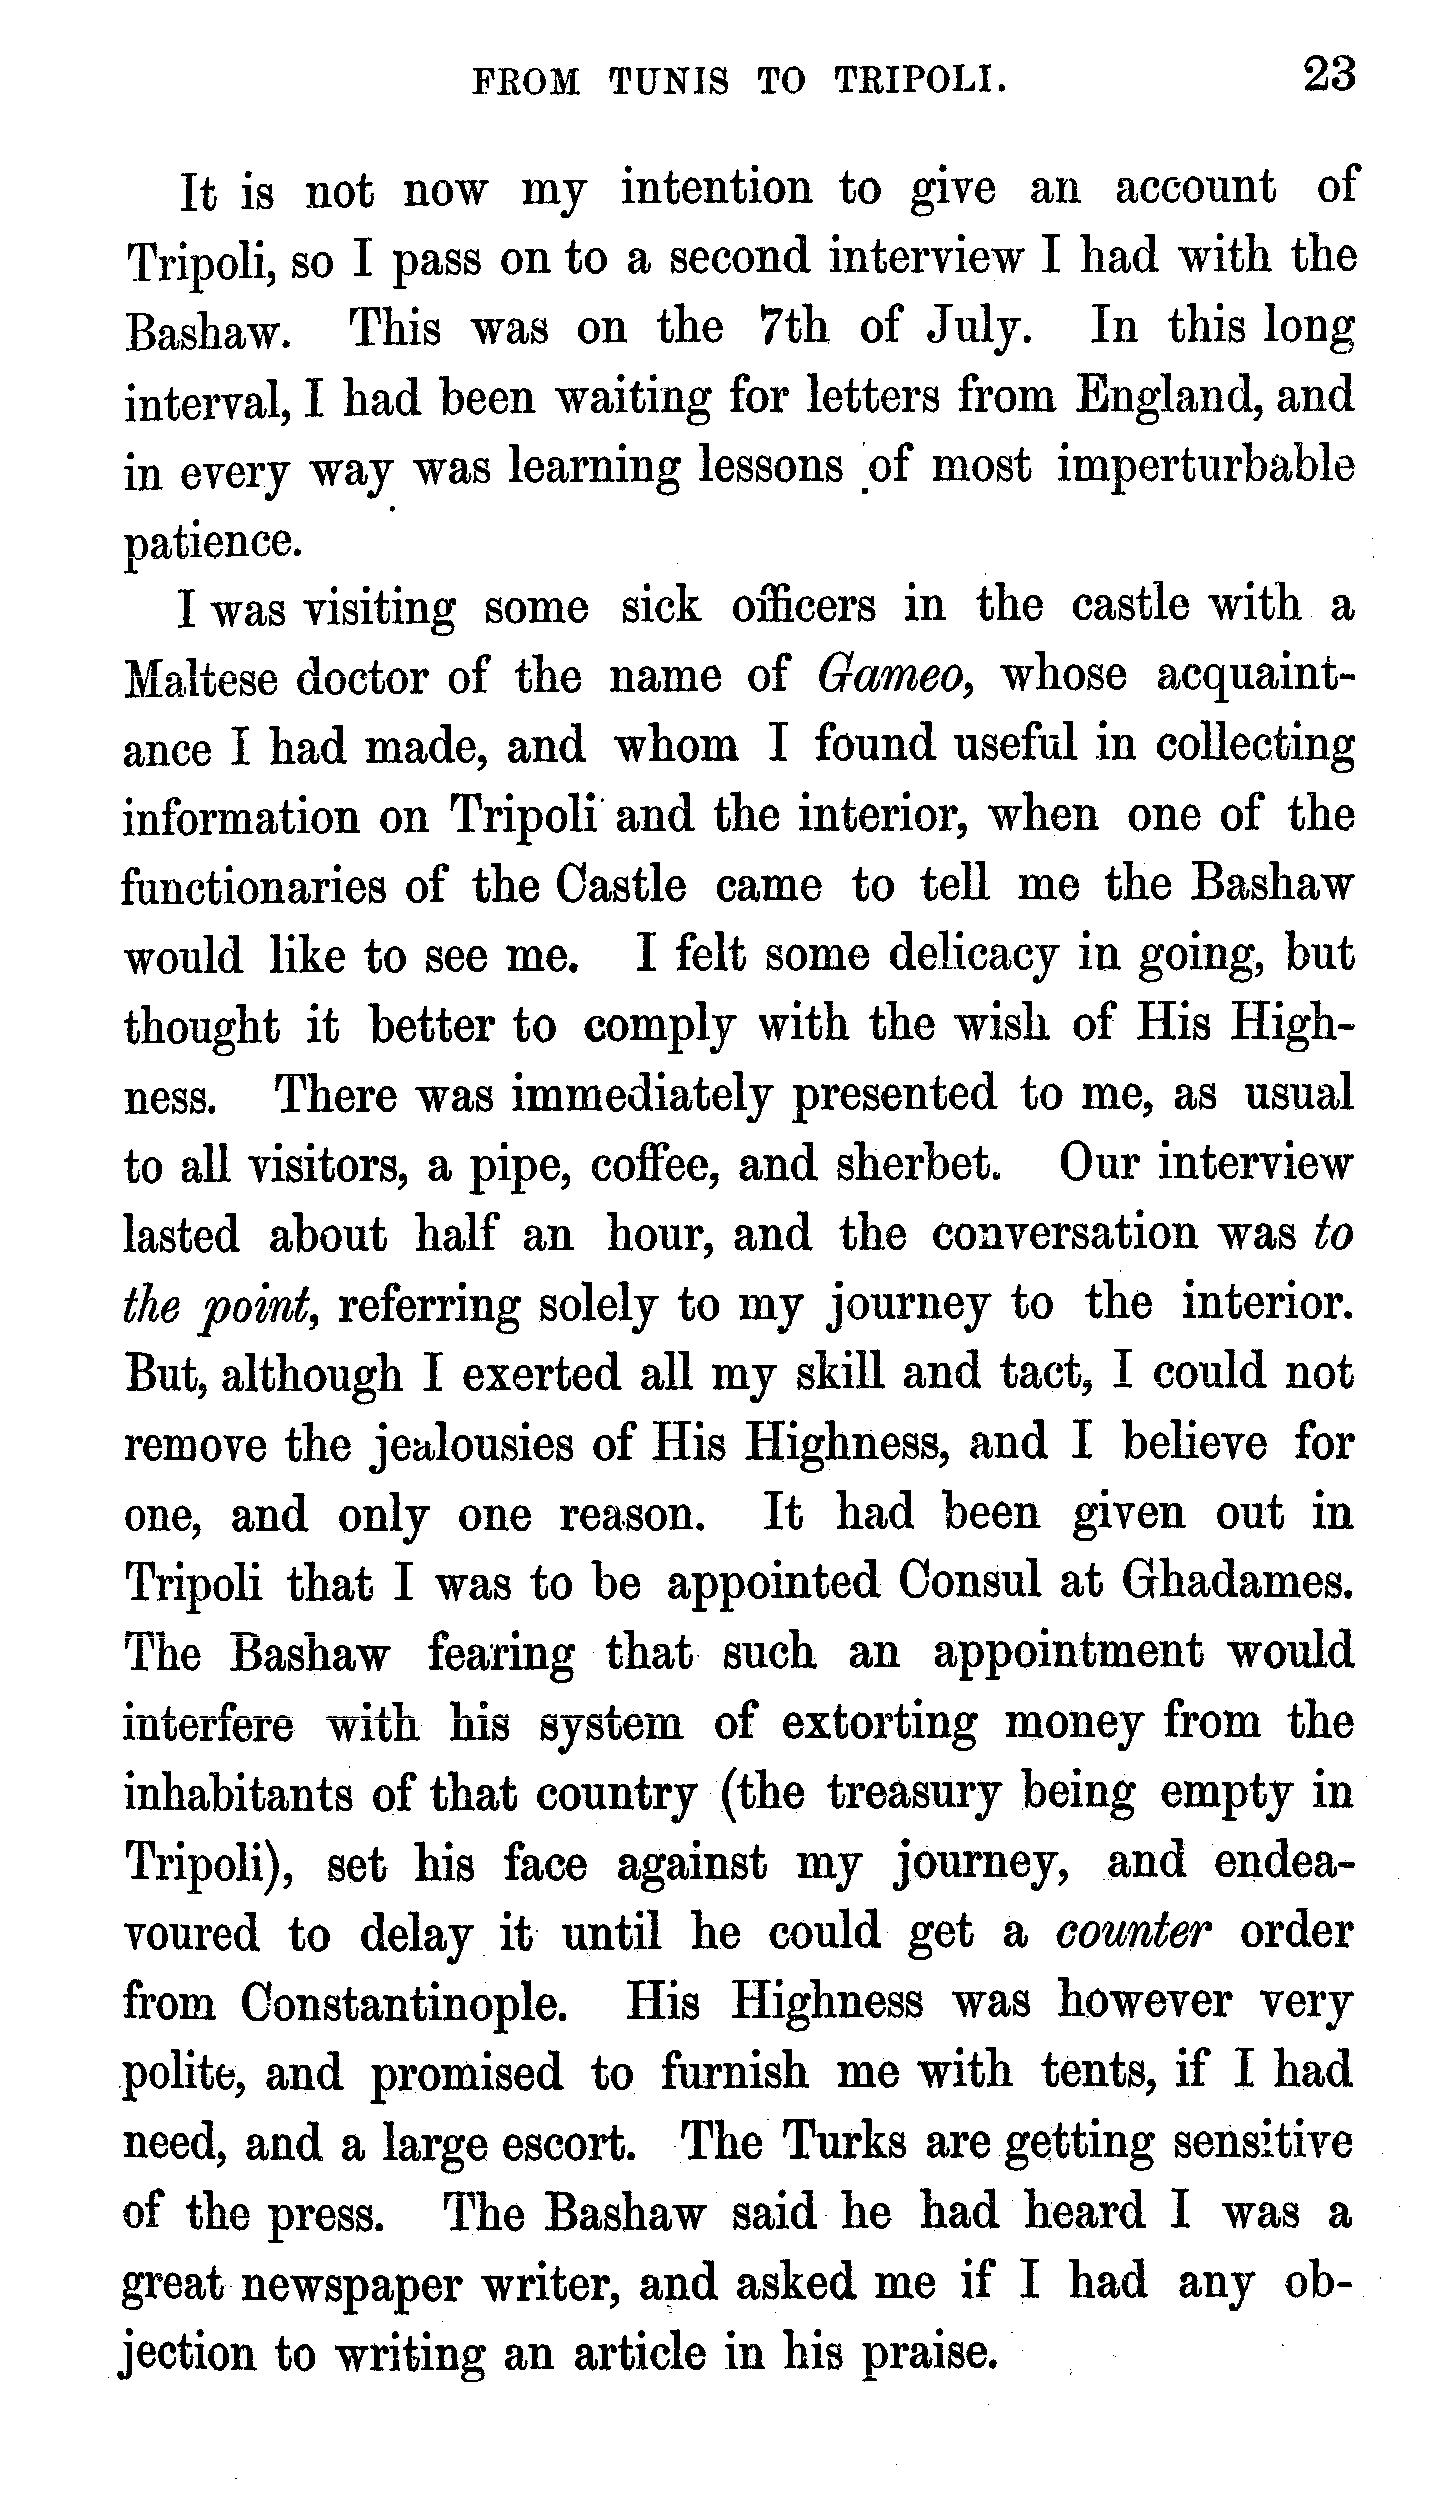 FROM TUNIS TO TRIPOLI. 23
It is not now my intention to give an account of
Tripoli, so I pass on to a second interview I had with the
Bashaw. This was on the 7th of July. In this long
interval, I had been waiting for letters from England, and
in every way was learning lessons of most imperturbable
patience.
I was visiting some sick officers in the castle with a
Maltese doctor of the name of Gameo, whose acquaint-
ance I had made, and whom I found useful in collecting
information on Tripoli and the interior, when one of the
functionaries of the Castle came to tell me the Bashaw
would like to see me. I felt some delicacy in going, but
thought it better to comply with the wish of His High-
ness. There was immediately presented to me, as usual
to all visitors, a pipe, coffee, and sherbet. Our interview
lasted about half an hour, and the conversation was to
the point, referring solely to my journey to the interior.
But, although I exerted all my skill and tact, I could not
remove the jealousies of His Highness, and I believe for
one, and only one reason. It had been given out in
Tripoli that I was to be appointed Consul at Ghadames.
The Bashaw fearing that such an appointment would
interfere with his system of extorting money from the
inhabitants of that country (the treasury being empty in
Tripoli), set his face against my journey, and endea-
voured to delay it until he could get a counter order
from Constantinople. His Highness was however very
polite, and promised to furnish me with tents, if I had
need, and a large escort. The Turks are getting sensitive
of the press. The Bashaw said he had heard I was a
great newspaper writer, and asked me if I had any ob-
jection to writing an article in his praise.